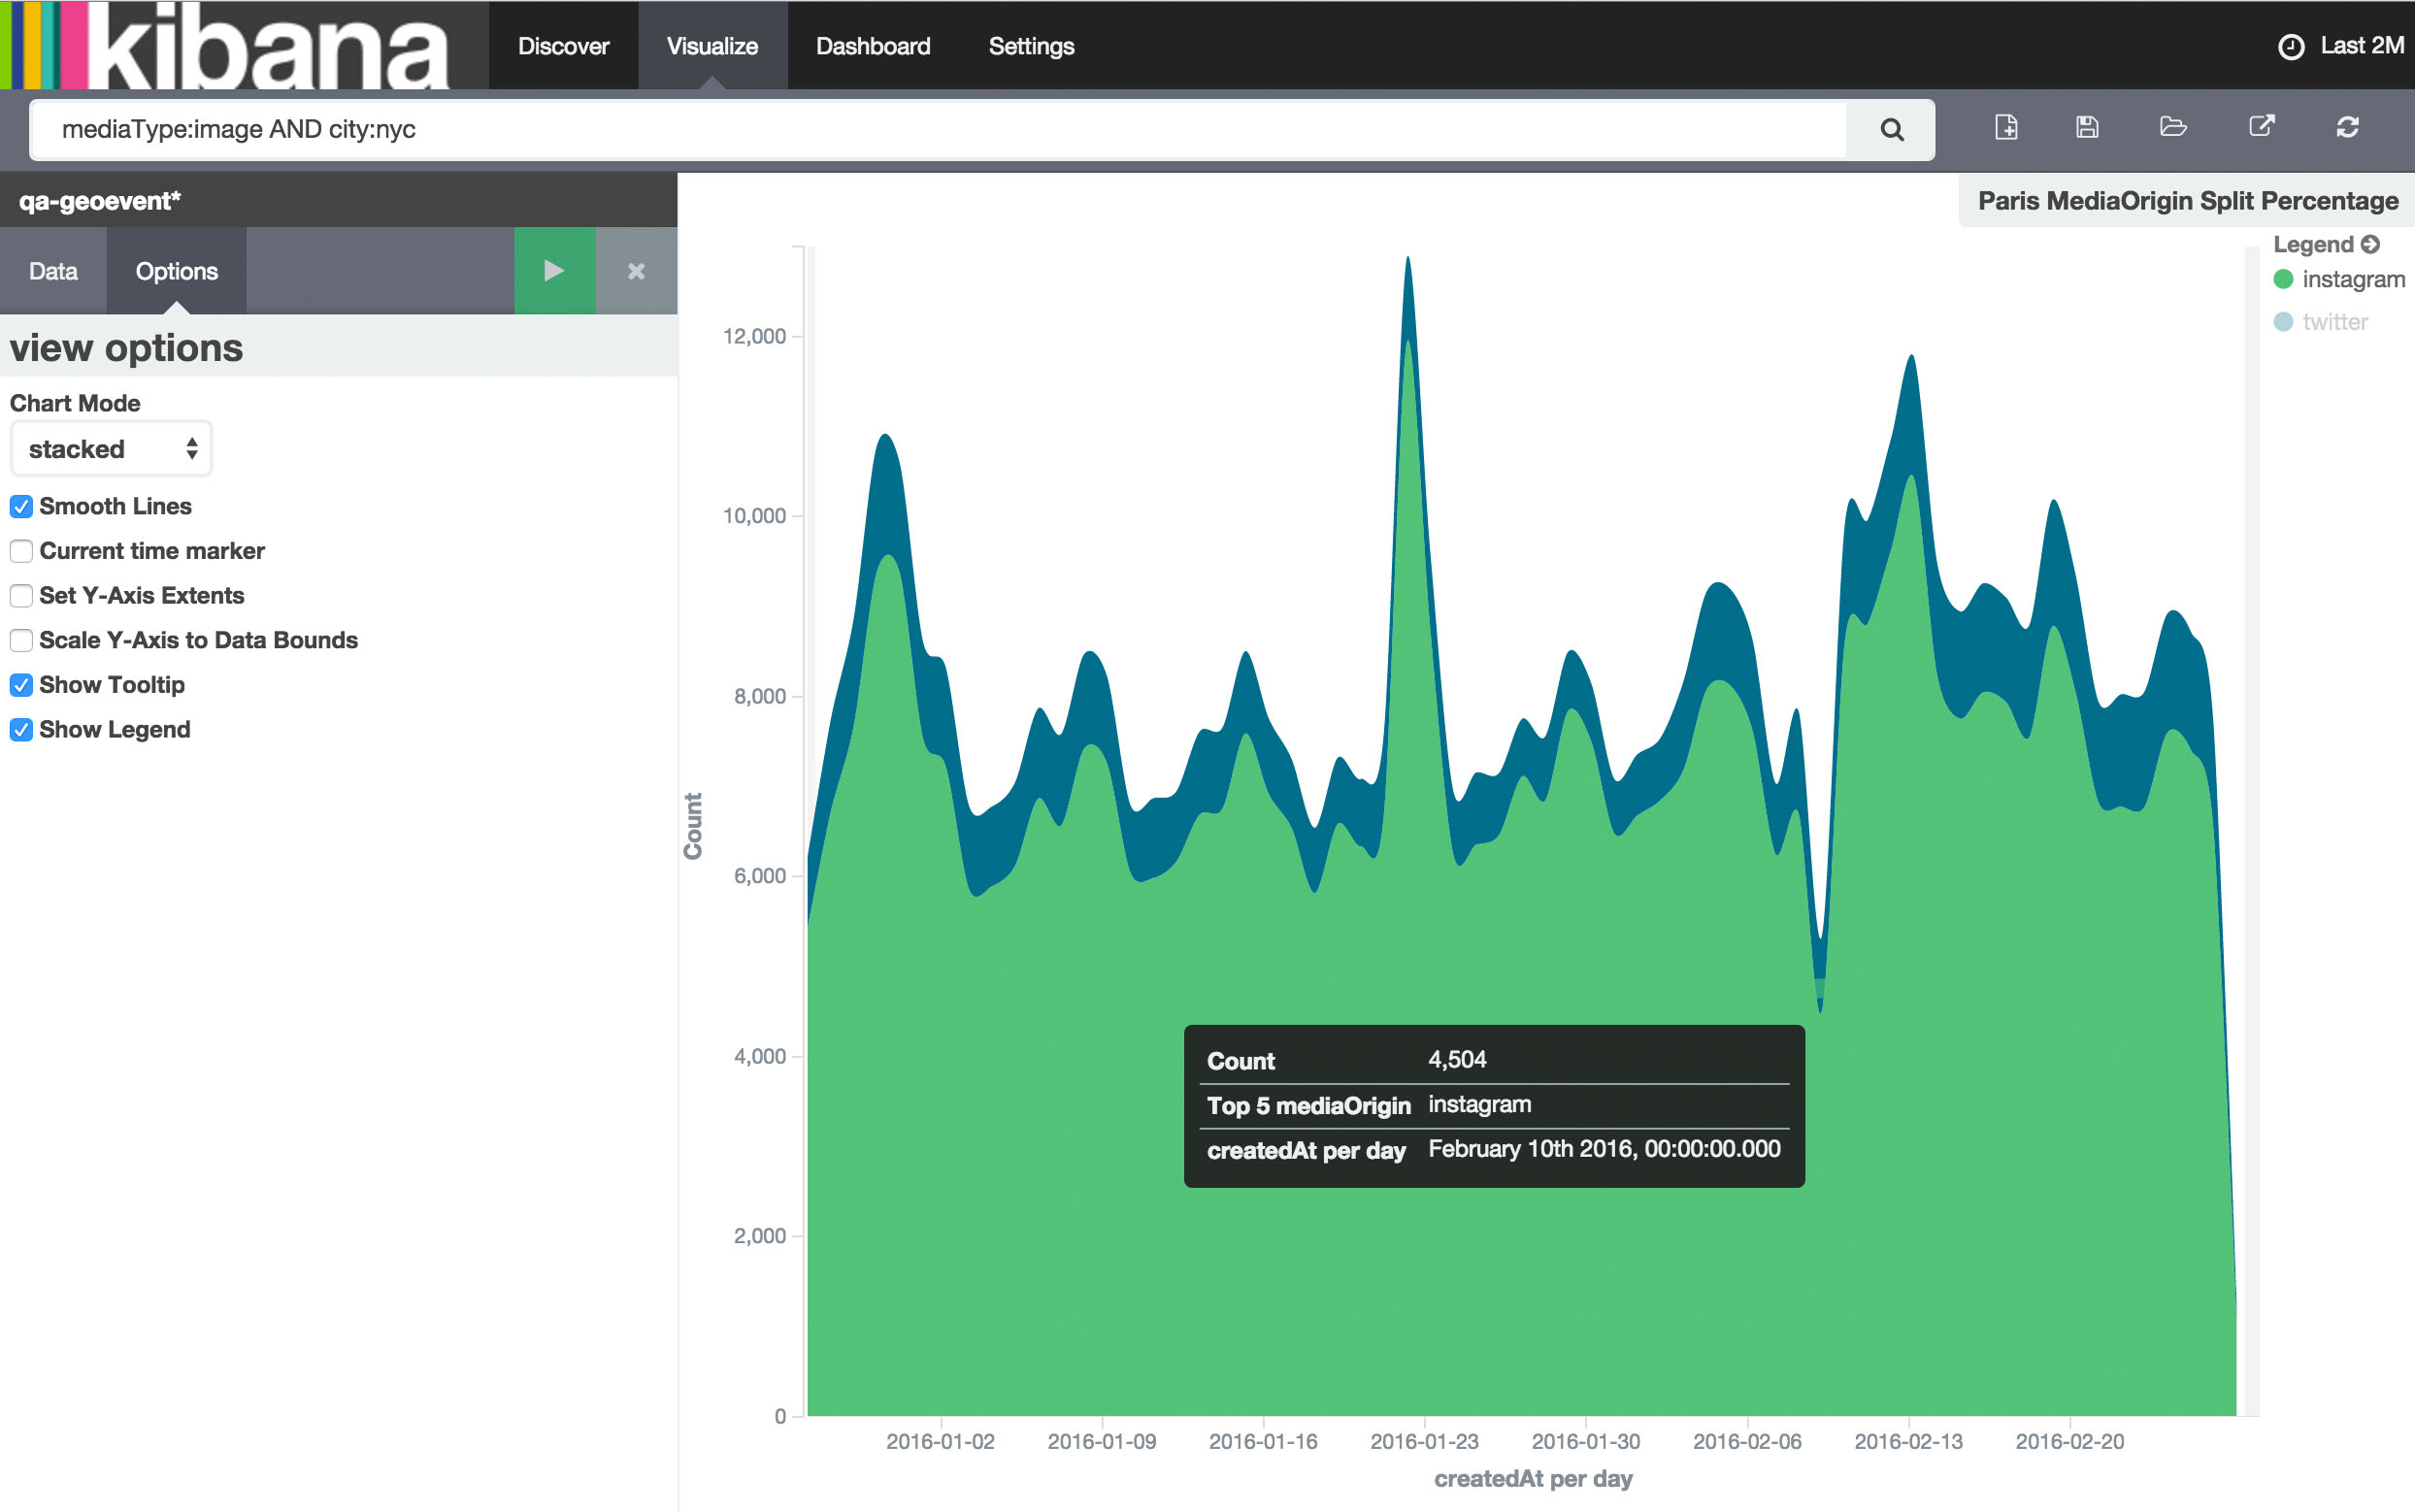 kibana Discover Visualize Dashboard Settings Last 2M
mediaType:image AND city:nyc
qa-geoevent*
Data Options
view options
Chart Mode
stacked
Smooth Lines
Current time marker
Set Y-Axis Extents
Scale Y-Axis to Data Bounds
Show Tooltip
Show Legend
Paris MediaOrigin Split Percentage
Legend
instagram
twitter
12,000
10,000
8,000
6,000
4,000
2,000
0
Count
Count 4,504
Top 5 mediaOrigin instagram
createdAt per day February 10th 2016, 00:00:00.000
2016-01-02 2016-01-09 2016-01-16 2016-01-23 2016-01-30 2016-02-06 2016-02-13 2016-02-20
createdAt per day